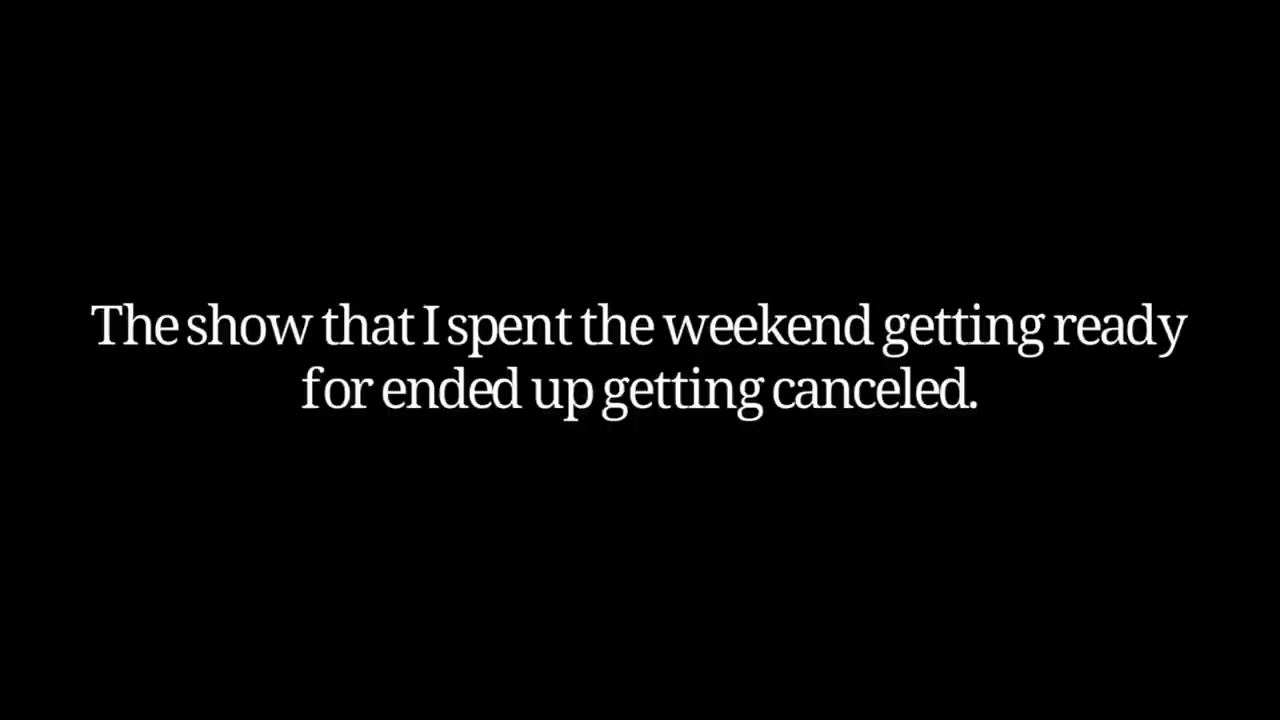 The show that I spent the weekend getting ready
for ended up getting canceled.